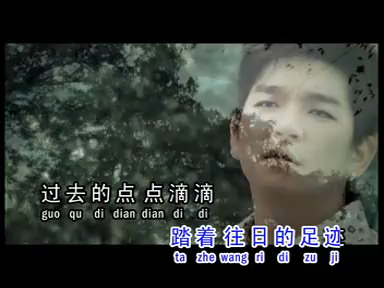 过去的点点滴滴
guo qu di dian dian di di
踏着往日的足迹
ta zhe wang ri di zu ji